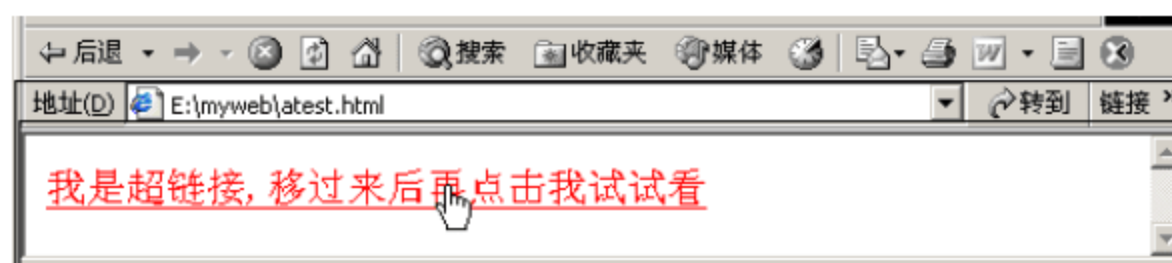 后退 搜索 收藏夹 媒体
地址(D) E:\myweb\atest.html 转到 链接
我是超链接,移过来后再点击我试试看